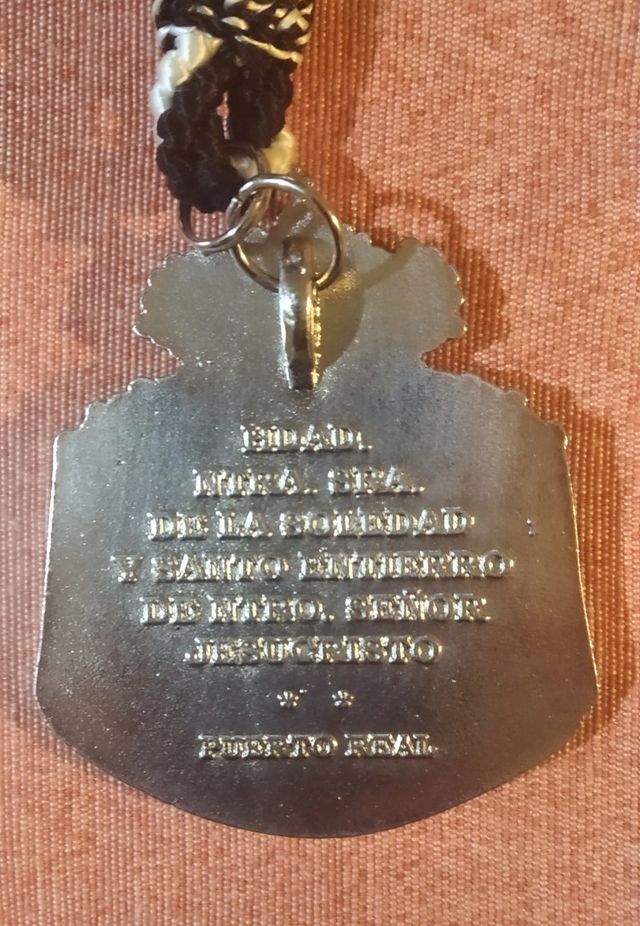 HDAD.
NTRA. SRA.
DE LA SOLEDAD
Y SANTO ENTIERRO
DE NTRO. SEÑOR
JESUCRISTO
* *
PUERTO REAL